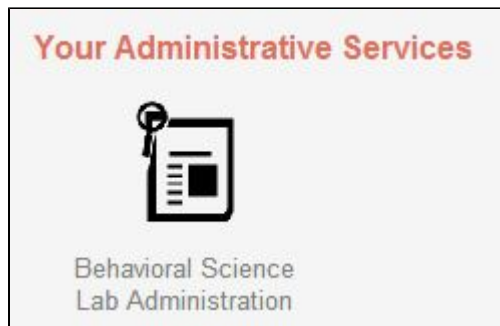 Your Administrative Services
Behavioral Science
Lab Administration